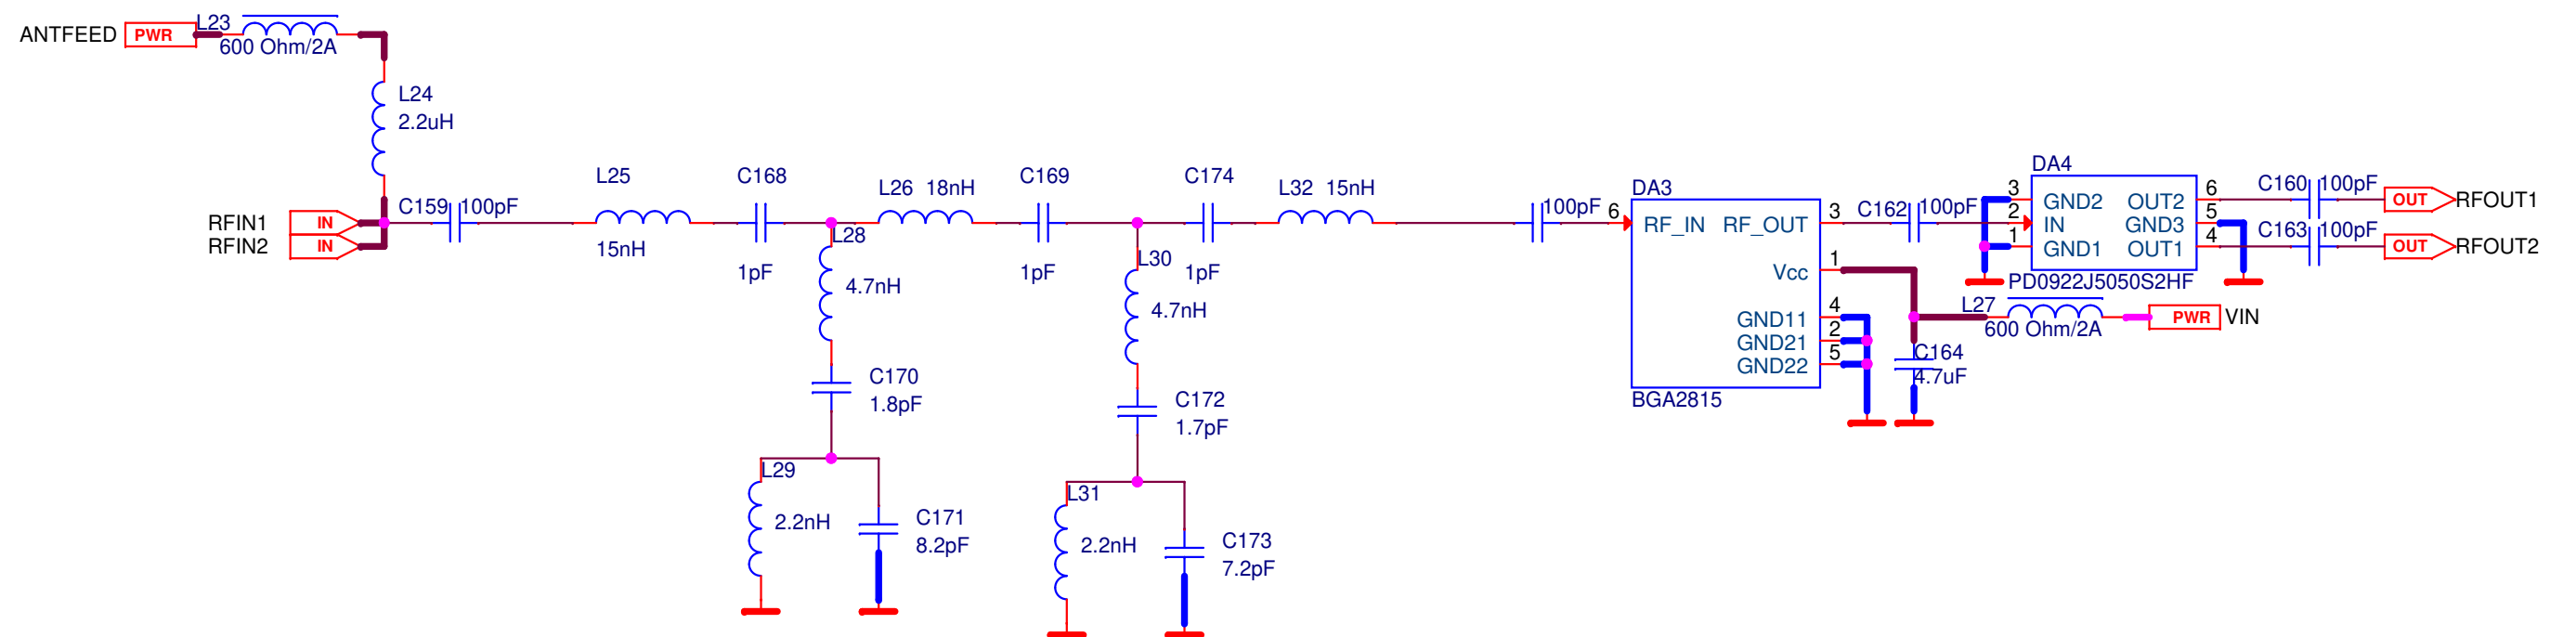 ANTFEED PWR L23
600 Ohm/2A
L24
2.2uH
RFIN1 IN
RFIN2 IN
C159 100pF
L25
15nH
C168
1pF
L28
4.7nH
C170
1.8pF
L29
2.2nH
C171
8.2pF
L26 18nH
C169
1pF
L30
4.7nH
C172
1.7pF
L31
2.2nH
C173
7.2pF
C174
1pF
L32 15nH
100pF 6
DA3
RF_IN RF_OUT 3
Vcc 1
GND11 4
GND21 2
GND22 5
BGA2815
C162 100pF
L27
600 Ohm/2A
PWR VIN
C164
4.7uF
DA4
3 GND2 OUT2 6
2 IN GND3 5
1 GND1 OUT1 4
PD0922J5050S2HF
C160 100pF OUT RFOUT1
C163 100pF OUT RFOUT2